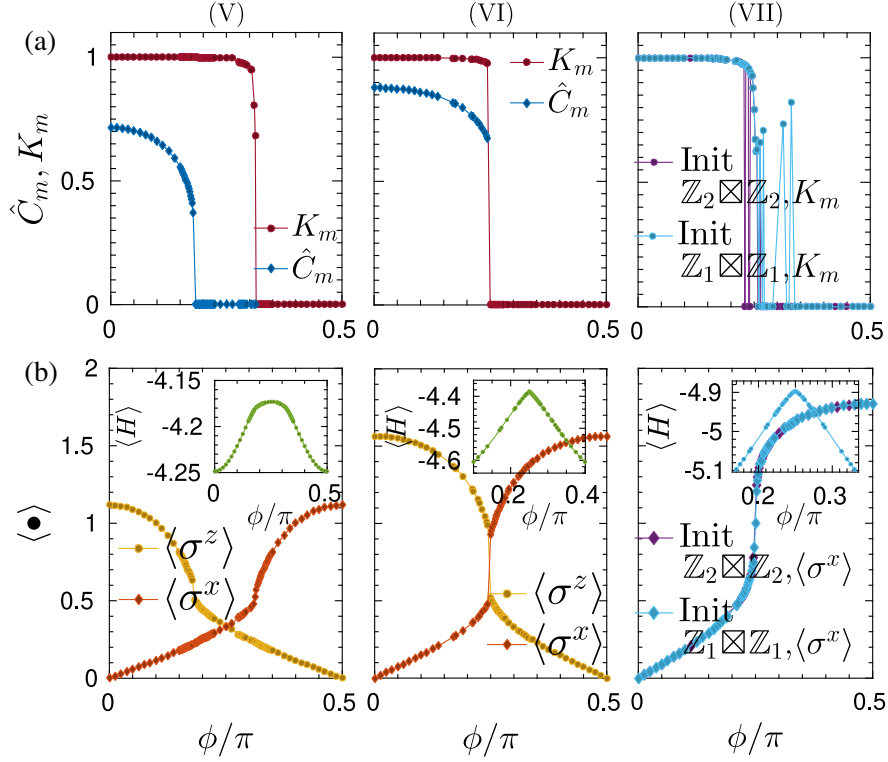 (V) (VI) (VII)
(a)
Ĉₘ, Kₘ
1
0.5
0
Kₘ
Ĉₘ
0 0.5
Kₘ
Ĉₘ
0 0.5
Init
ℤ₂⊠ℤ₂,Kₘ
Init
ℤ₁⊠ℤ₁,Kₘ
0 0.5
(b)
⟨●⟩
2
1.5
1
0.5
0
-4.15
-4.2
-4.25
⟨H⟩
0 0.5
ϕ/π
⟨σᶻ⟩
⟨σˣ⟩
0 0.5
ϕ/π
-4.4
-4.5
-4.6
⟨H⟩
0.2 0.4
ϕ/π
⟨σᶻ⟩
⟨σˣ⟩
0 0.5
ϕ/π
-4.9
-5
-5.1
⟨H⟩
0.2 0.3
ϕ/π
Init
ℤ₂⊠ℤ₂,⟨σˣ⟩
Init
ℤ₁⊠ℤ₁,⟨σˣ⟩
0 0.5
ϕ/π